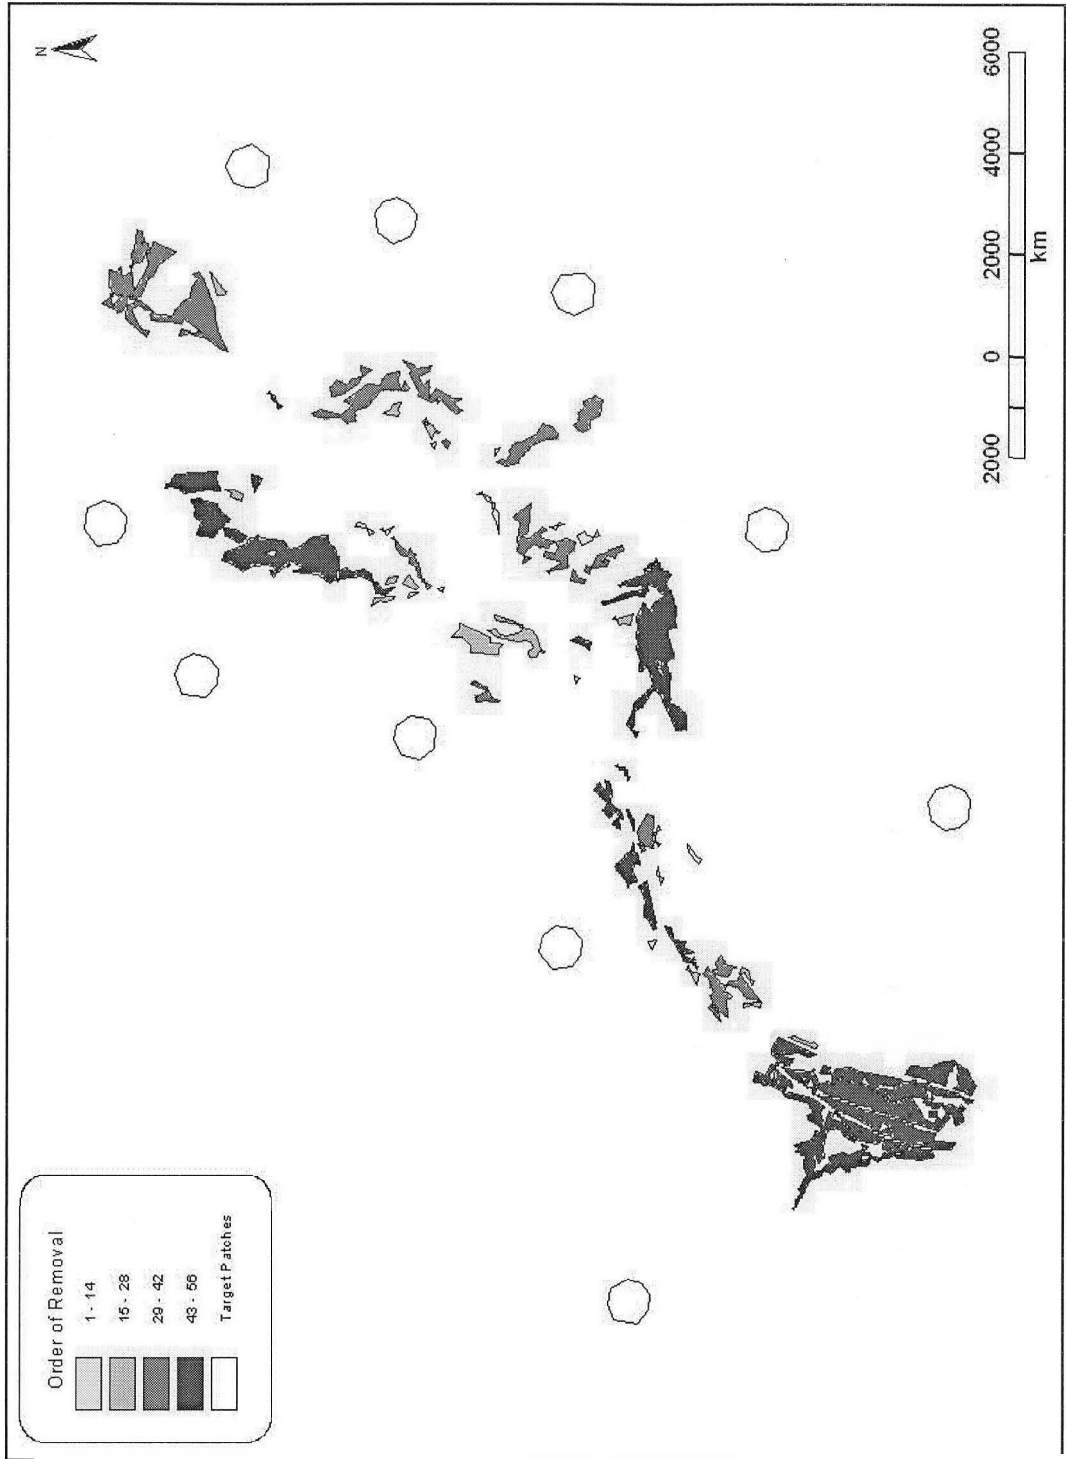 N
Order of Removal
1 - 14
15 - 28
29 - 42
43 - 56
Target Patches
2000 0 2000 4000 6000
km